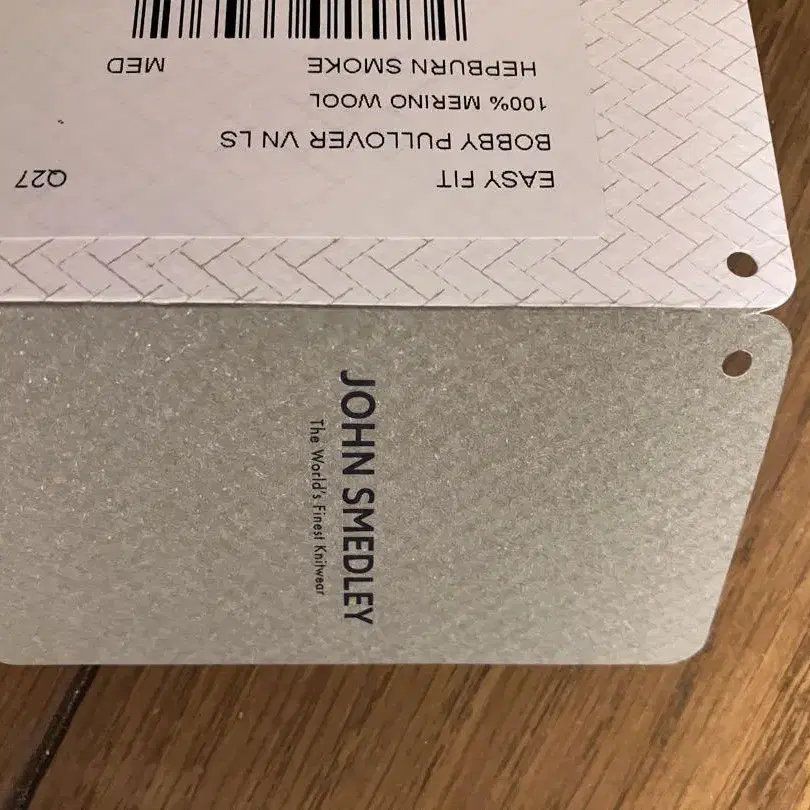 EASY FIT Q27
BOBBY PULLOVER VN LS
100% MERINO WOOL
HEPBURN SMOKE MED
JOHN SMEDLEY
The World's Finest Knitwear